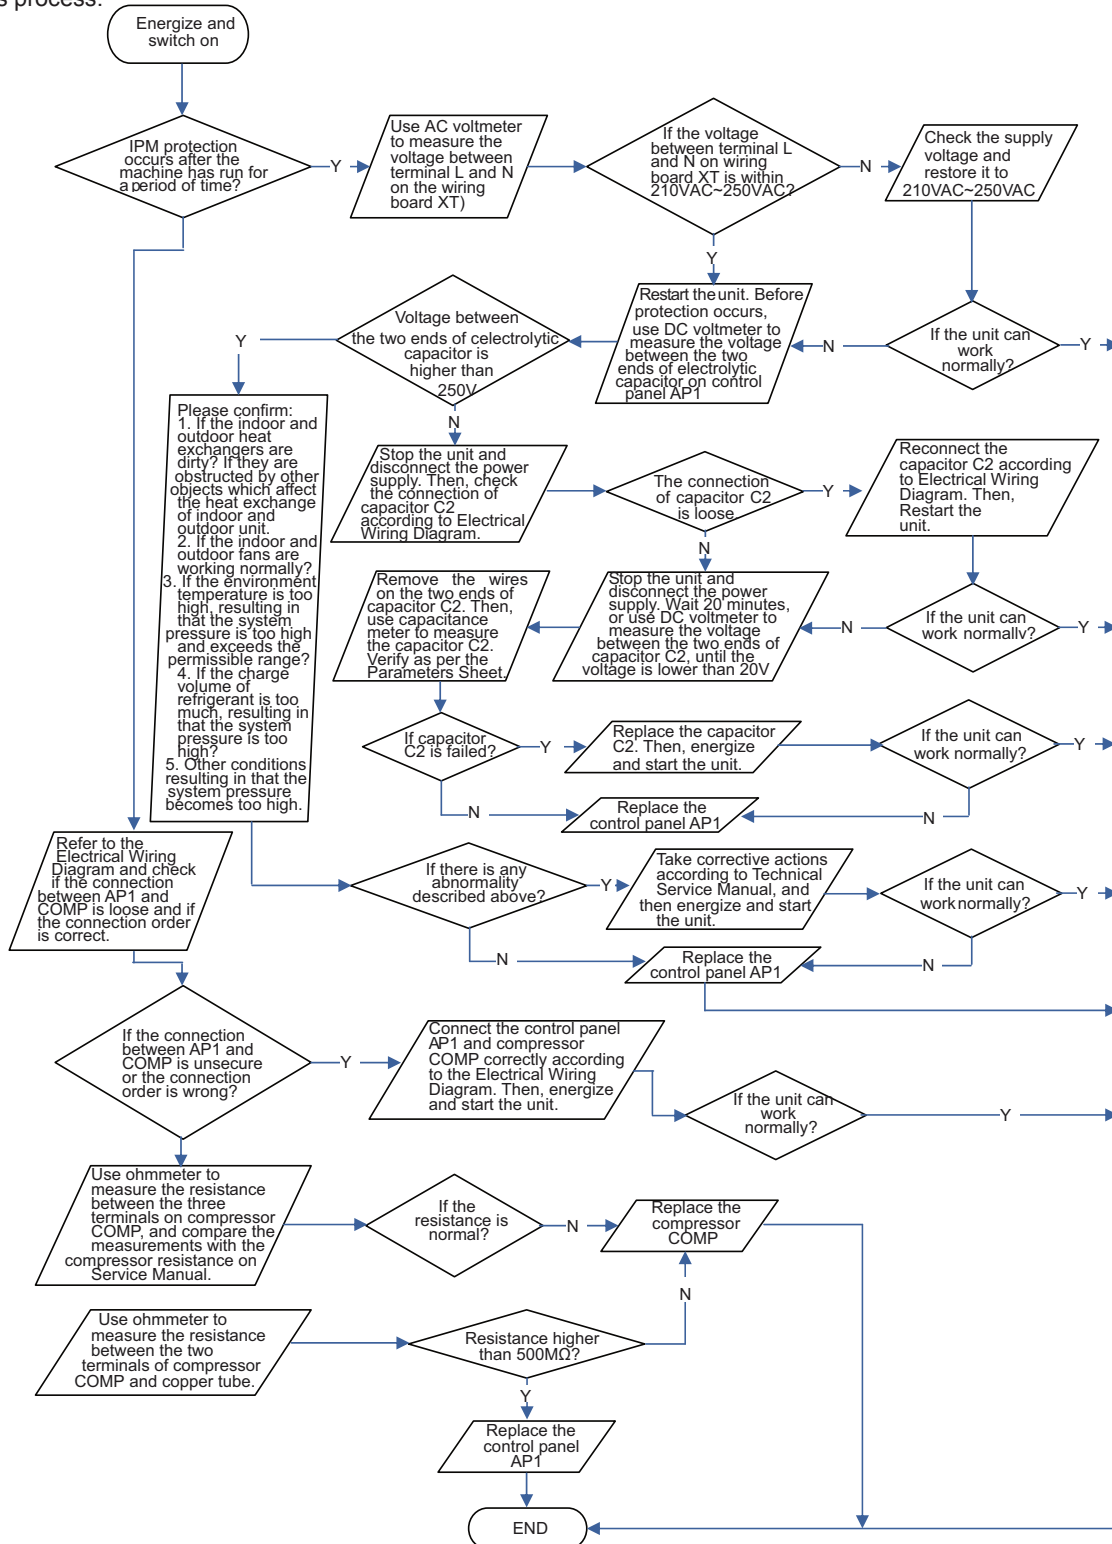 s process.
Energize and
switch on
IPM protection
occurs after the
machine has run for
a period of time?
Y
Use AC voltmeter
to measure the
voltage between
terminal L and N
on the wiring
board XT)
If the voltage
between terminal L
and N on wiring
board XT is within
210VAC~250VAC?
N
Check the supply
voltage and
restore it to
210VAC~250VAC
Y
Voltage between
the two ends of celectrolytic
capacitor is
higher than
250V
Y
Restart the unit. Before
protection occurs,
use DC voltmeter to
measure the voltage
between the two
ends of electrolytic
capacitor on control
panel AP1
N
If the unit can
work
normally?
Y
N
Please confirm:
1. If the indoor and
outdoor heat
exchangers are
dirty? If they are
obstructed by other
objects which affect
the heat exchange
of indoor and
outdoor unit.
2. If the indoor and
outdoor fans are
working normally?
3. If the environment
temperature is too
high, resulting in
that the system
pressure is too high
and exceeds the
permissible range?
4. If the charge
volume of
refrigerant is too
much, resulting in
that the system
pressure is too
high?
5. Other conditions
resulting in that the
system pressure
becomes too high.
Stop the unit and
disconnect the power
supply. Then, check
the connection of
capacitor C2
according to Electrical
Wiring Diagram.
The connection
of capacitor C2
is loose.
Y
Reconnect the
capacitor C2 according
to Electrical Wiring
Diagram. Then,
Restart the
unit.
N
Remove the wires
on the two ends of
capacitor C2. Then,
use capacitance
meter to measure
the capacitor C2.
Verify as per the
Parameters Sheet.
Stop the unit and
disconnect the power
supply. Wait 20 minutes,
or use DC voltmeter to
measure the voltage
between the two ends of
capacitor C2, until the
voltage is lower than 20V
N
If the unit can
work normally?
Y
If capacitor
C2 is failed?
Y
Replace the capacitor
C2. Then, energize
and start the unit.
If the unit can
work normally?
Y
N
Replace the
control panel AP1
N
Refer to the
Electrical Wiring
Diagram and check
if the connection
between AP1 and
COMP is loose and if
the connection order
is correct.
If there is any
abnormality
described above?
Y
Take corrective actions
according to Technical
Service Manual, and
then energize and start
the unit.
If the unit can
work normally?
Y
N
Replace the
control panel AP1
N
If the connection
between AP1 and
COMP is unsecure
or the connection
order is wrong?
Y
Connect the control panel
AP1 and compressor
COMP correctly according
to the Electrical Wiring
Diagram. Then, energize
and start the unit.
If the unit can
work
normally?
Y
Use ohmmeter to
measure the resistance
between the three
terminals on compressor
COMP, and compare the
measurements with the
compressor resistance on
Service Manual.
If the
resistance is
normal?
N
Replace the
compressor
COMP
N
Use ohmmeter to
measure the resistance
between the two
terminals of compressor
COMP and copper tube.
Resistance higher
than 500MΩ?
Y
Replace the
control panel
AP1
END